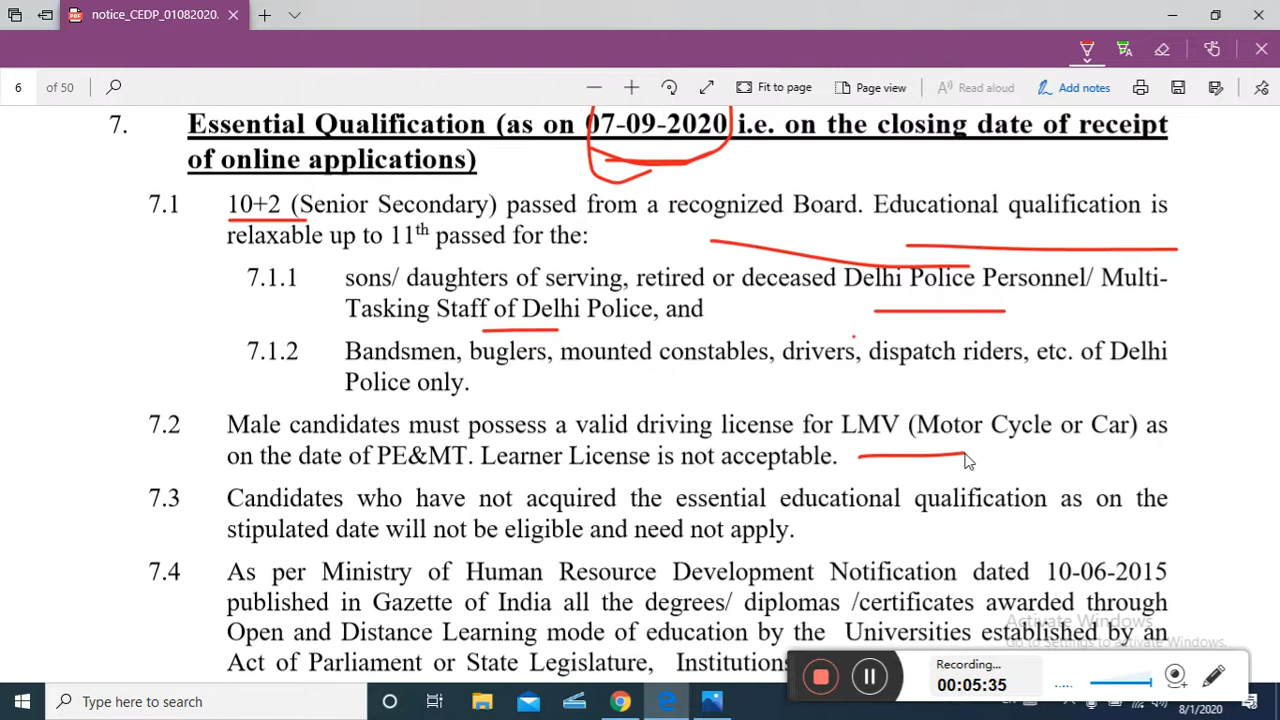 notice_CEDP_01082020.
6 of 50
Fit to page
Page view
Read aloud
Add notes
7. Essential Qualification (as on 07-09-2020 i.e. on the closing date of receipt
of online applications)
7.1 10+2 (Senior Secondary) passed from a recognized Board. Educational qualification is
relaxable up to 11th passed for the:
7.1.1 sons/ daughters of serving, retired or deceased Delhi Police Personnel/ Multi-
Tasking Staff of Delhi Police, and
7.1.2 Bandsmen, buglers, mounted constables, drivers, dispatch riders, etc. of Delhi
Police only.
7.2 Male candidates must possess a valid driving license for LMV (Motor Cycle or Car) as
on the date of PE&MT. Learner License is not acceptable.
7.3 Candidates who have not acquired the essential educational qualification as on the
stipulated date will not be eligible and need not apply.
7.4 As per Ministry of Human Resource Development Notification dated 10-06-2015
published in Gazette of India all the degrees/ diplomas /certificates awarded through
Open and Distance Learning mode of education by the Universities established by an
Act of Parliament or State Legislature, Institutions
Activate Windows
Go to Settings to activate Windows.
Recording...
00:05:35
Type here to search
8/1/2020